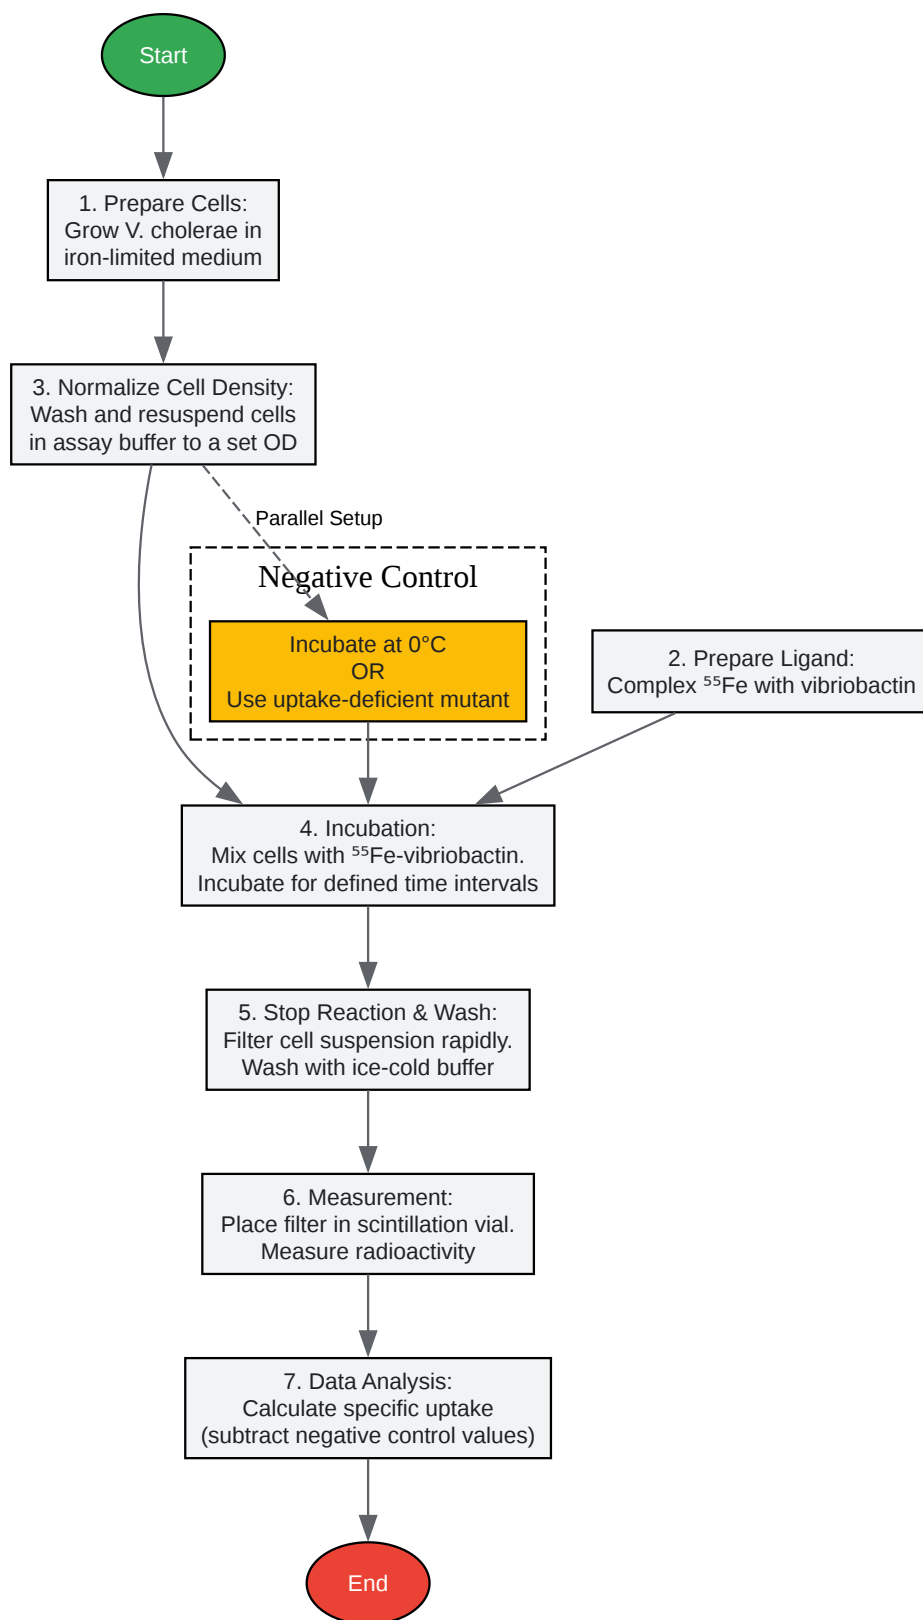 Start
1. Prepare Cells:
Grow V. cholerae in
iron-limited medium
3. Normalize Cell Density:
Wash and resuspend cells
in assay buffer to a set OD
Parallel Setup
Negative Control
Incubate at 0°C
OR
Use uptake-deficient mutant
2. Prepare Ligand:
Complex ⁵⁵Fe with vibriobactin
4. Incubation:
Mix cells with ⁵⁵Fe-vibriobactin.
Incubate for defined time intervals
5. Stop Reaction & Wash:
Filter cell suspension rapidly.
Wash with ice-cold buffer
6. Measurement:
Place filter in scintillation vial.
Measure radioactivity
7. Data Analysis:
Calculate specific uptake
(subtract negative control values)
End